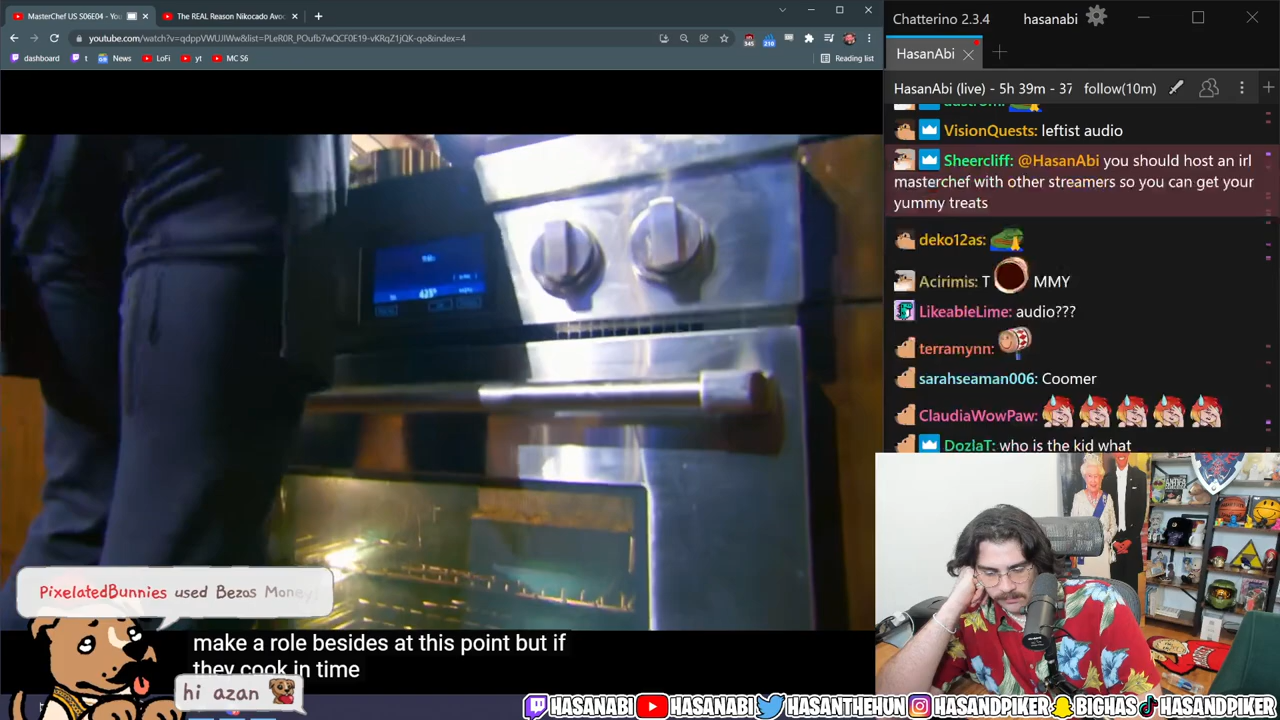 MasterChef US S06E04 - You
The REAL Reason Nikocado Avoc
youtube.com/watch?v=qdppVWUJlWw&list=PLeR0R_POufb7wQCF0E19-vKRqZ1jQK-qo&index=4
345
210
dashboard
t
News
LoFi
yt
MC S6
Reading list
Chatterino 2.3.4
hasanabi
HasanAbi
HasanAbi (live) - 5h 39m - 37
follow(10m)
VisionQuests: leftist audio
Sheercliff: @HasanAbi you should host an irl
masterchef with other streamers so you can get your
yummy treats
deko12as:
Acirimis: T MMY
LikeableLime: audio???
terramynn:
sarahseaman006: Coomer
ClaudiaWowPaw:
DozlaT: who is the kid what
PixelatedBunnies used Bezos Money
make a role besides at this point but if
they cook in time
hi azan
HASANABI HASANABI HASANTHEHUN HASANDPIKER BIGHAS HASANDPIKER